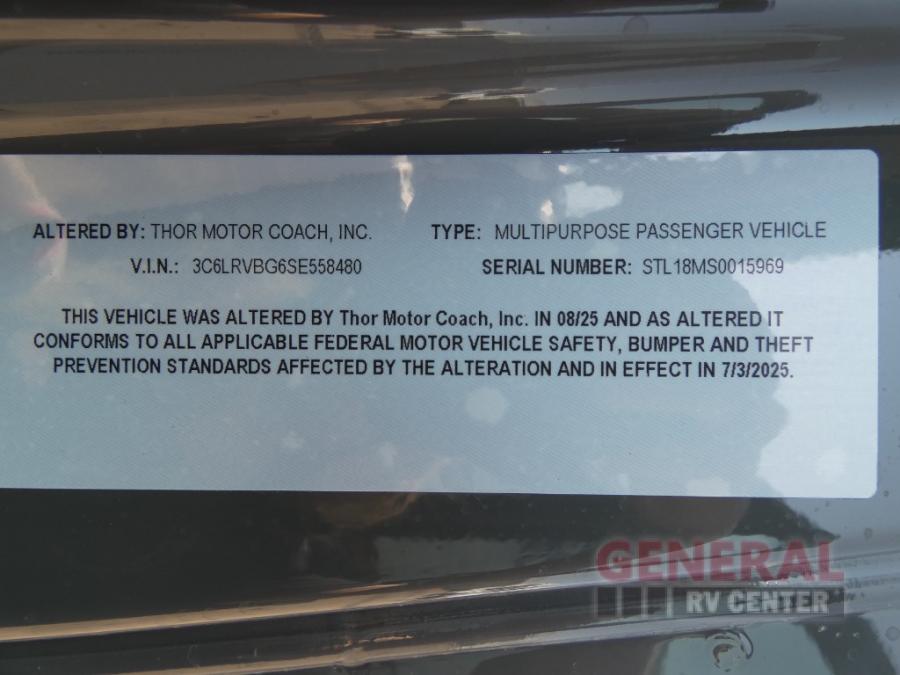 ALTERED BY: THOR MOTOR COACH, INC. TYPE: MULTIPURPOSE PASSENGER VEHICLE
V.I.N.: 3C6LRVBG6SE558480 SERIAL NUMBER: STL18MS0015969
THIS VEHICLE WAS ALTERED BY Thor Motor Coach, Inc. IN 08/25 AND AS ALTERED IT
CONFORMS TO ALL APPLICABLE FEDERAL MOTOR VEHICLE SAFETY, BUMPER AND THEFT
PREVENTION STANDARDS AFFECTED BY THE ALTERATION AND IN EFFECT IN 7/3/2025.
GENERAL
RV CENTER